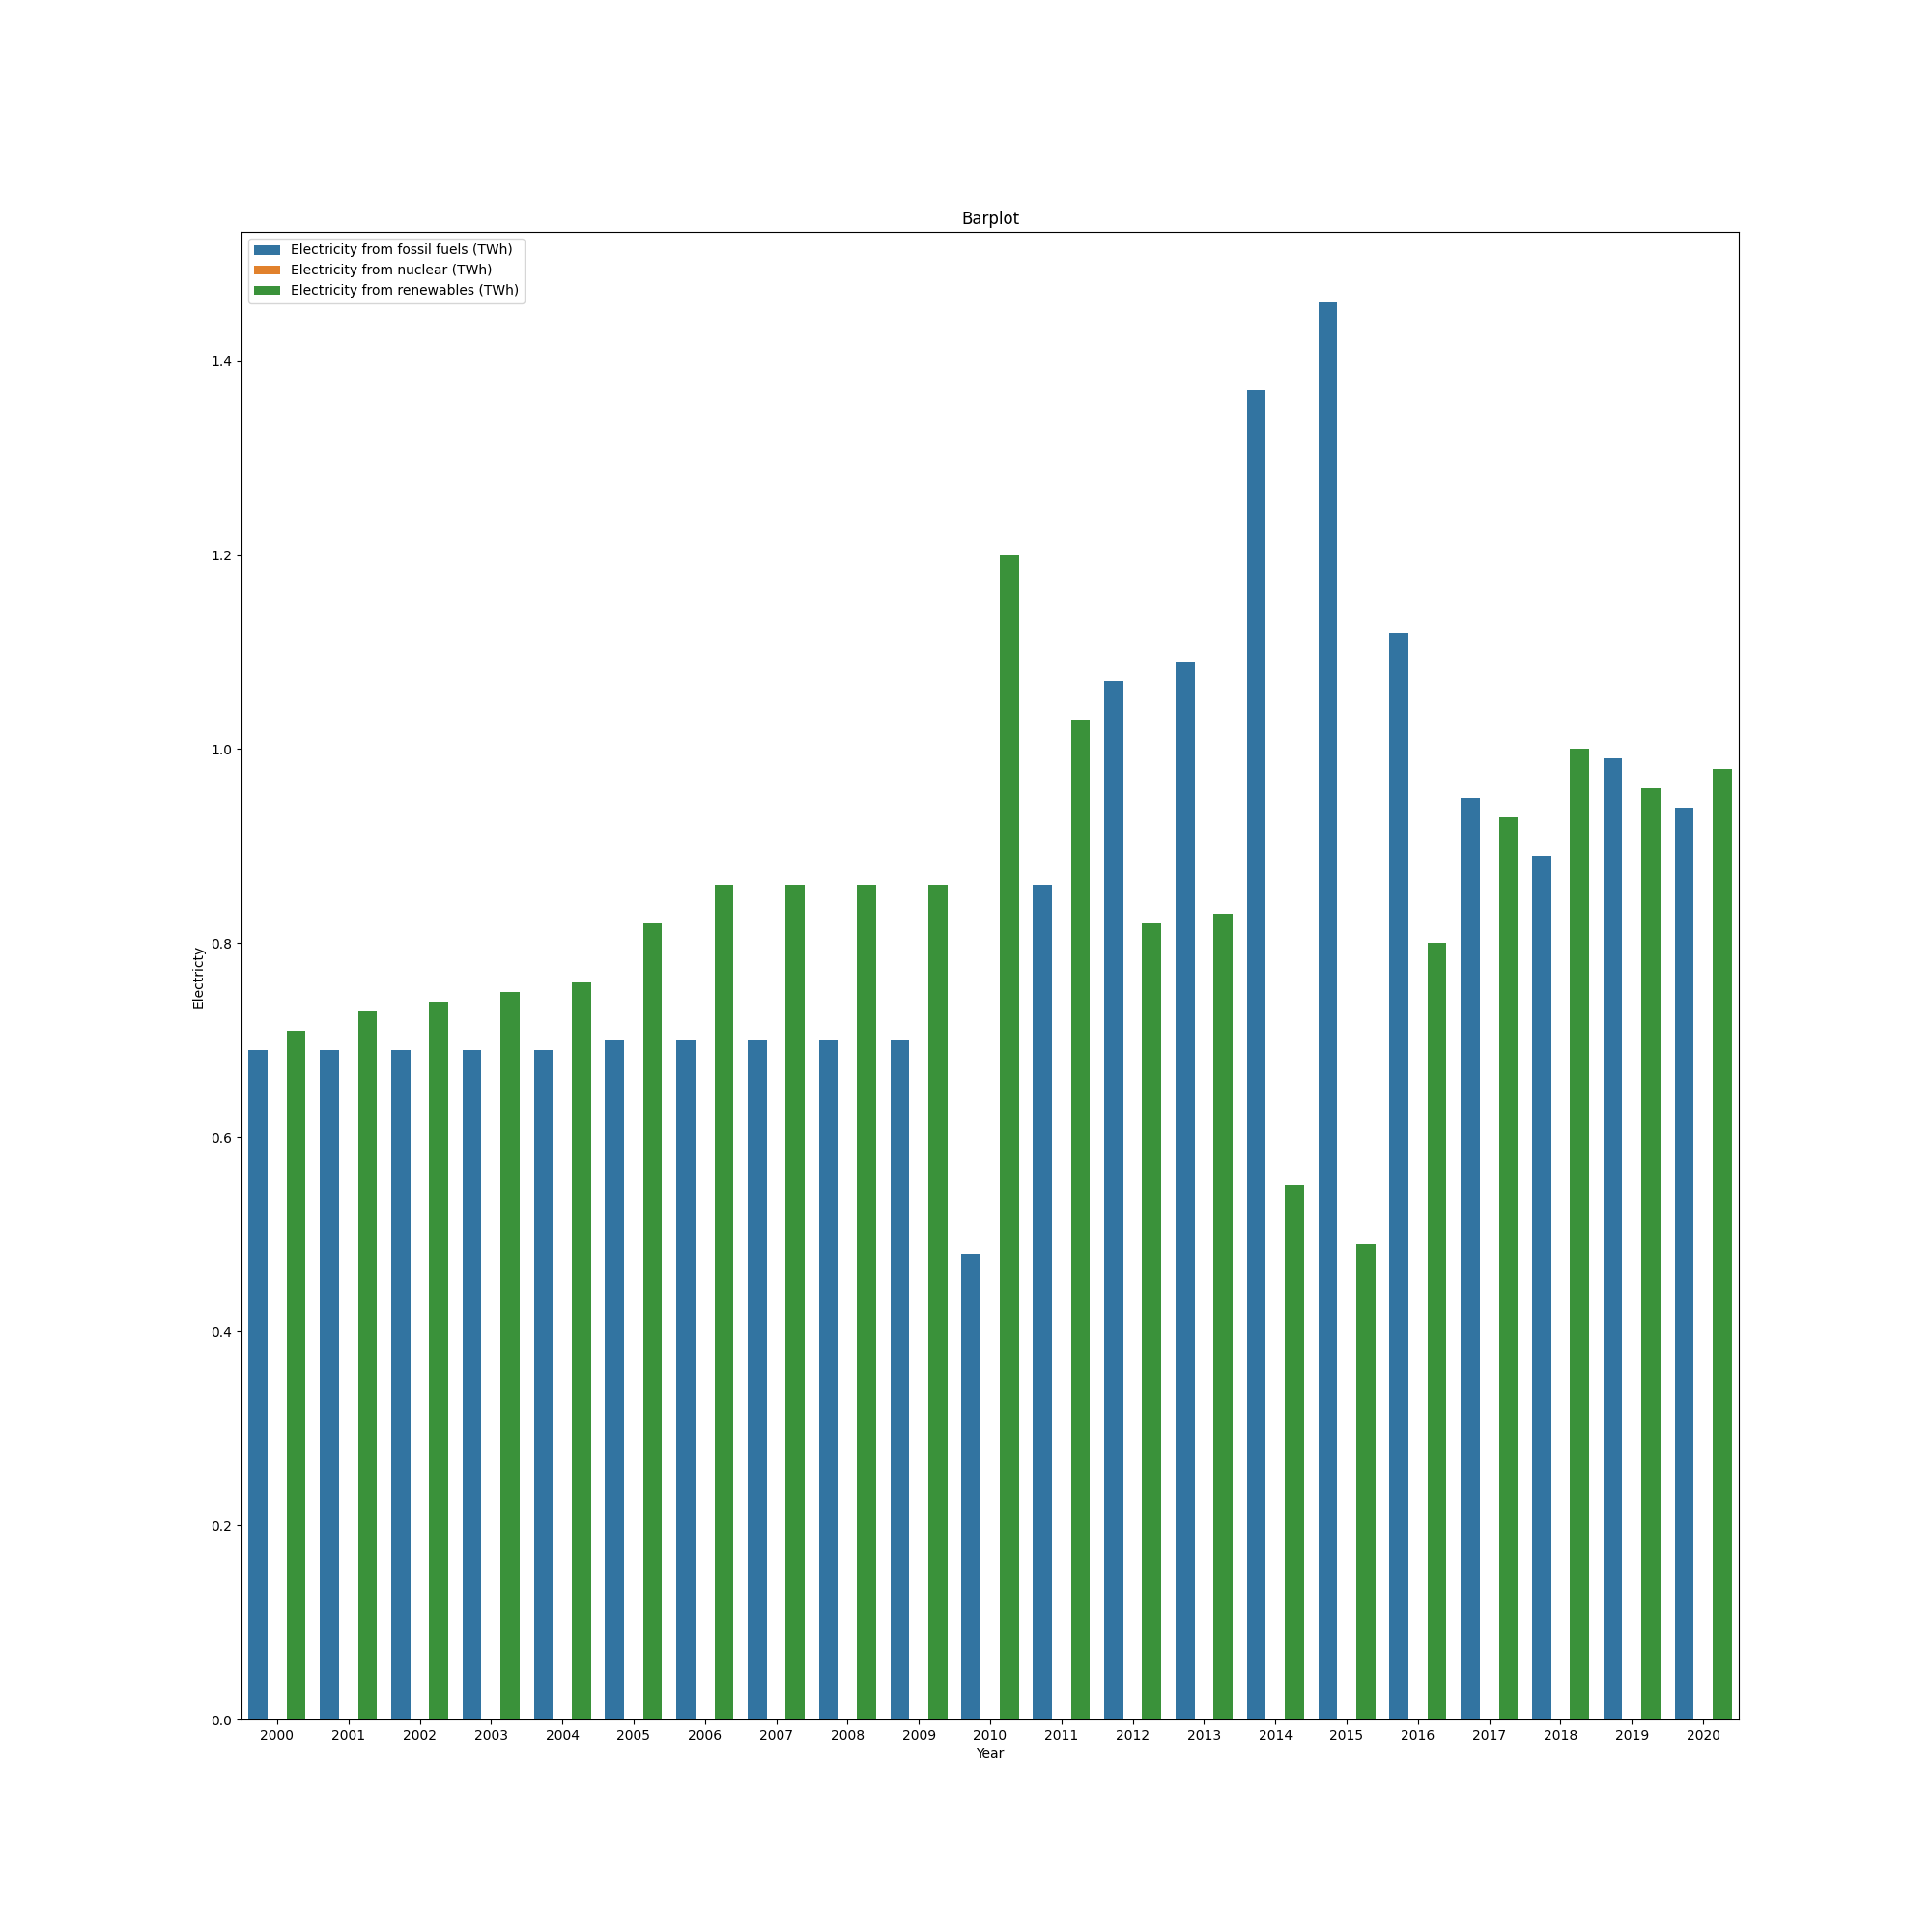 Barplot
Electricity from fossil fuels (TWh)
Electricity from nuclear (TWh)
Electricity from renewables (TWh)
1.4
1.2
1.0
0.8
0.6
0.4
0.2
0.0
Electricty
2000 2001 2002 2003 2004 2005 2006 2007 2008 2009 2010 2011 2012 2013 2014 2015 2016 2017 2018 2019 2020
Year